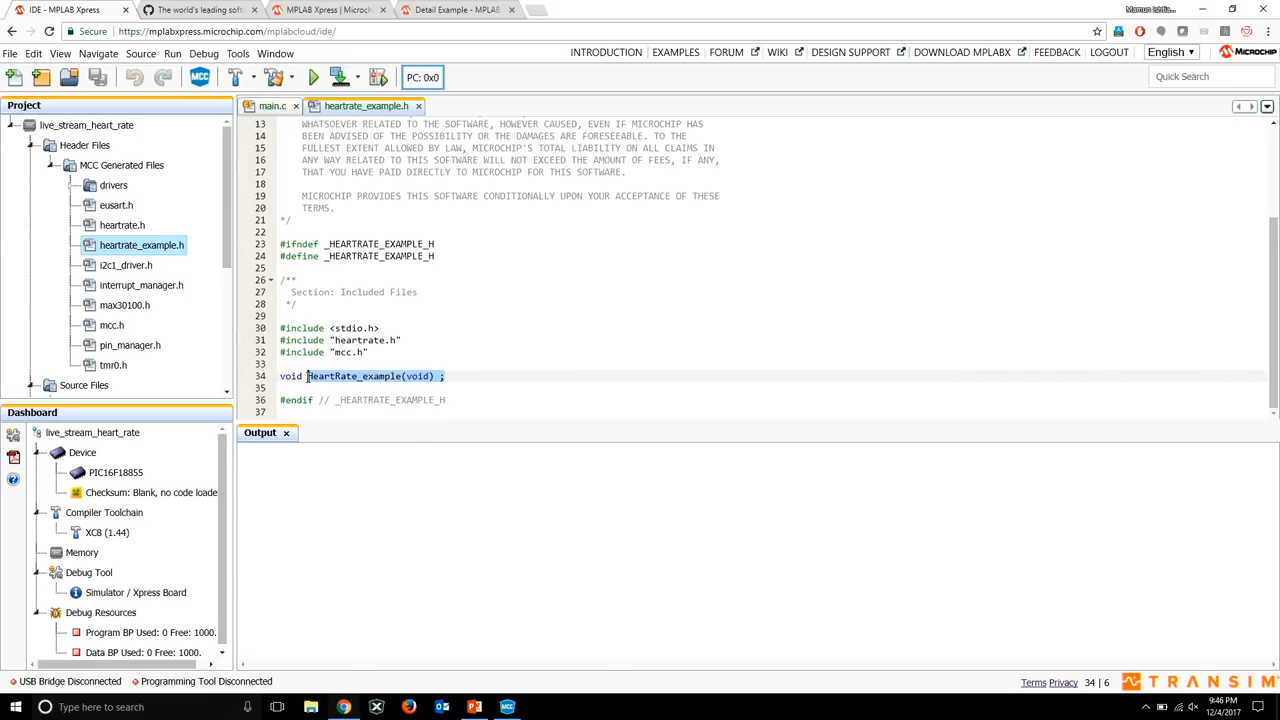 IDE - MPLAB Xpress
The world's leading soft
MPLAB Xpress | Microch
Detail Example - MPLAB
Secure
https://mplabxpress.microchip.com/mplabcloud/ide/
File Edit View Navigate Source Run Debug Tools Window
INTRODUCTION EXAMPLES FORUM WIKI DESIGN SUPPORT DOWNLOAD MPLABX FEEDBACK LOGOUT English MICROCHIP
MCC
PC: 0x0
Quick Search
Project
live_stream_heart_rate
Header Files
MCC Generated Files
drivers
eusart.h
heartrate.h
heartrate_example.h
i2c1_driver.h
interrupt_manager.h
max30100.h
mcc.h
pin_manager.h
tmr0.h
Source Files
Dashboard
live_stream_heart_rate
Device
PIC16F18855
Checksum: Blank, no code loade
Compiler Toolchain
XC8 (1.44)
Memory
Debug Tool
Simulator / Xpress Board
Debug Resources
Program BP Used: 0 Free: 1000.
Data BP Used: 0 Free: 1000.
main.c
heartrate_example.h
13 WHATSOEVER RELATED TO THE SOFTWARE, HOWEVER CAUSED, EVEN IF MICROCHIP HAS
14 BEEN ADVISED OF THE POSSIBILITY OR THE DAMAGES ARE FORESEEABLE. TO THE
15 FULLEST EXTENT ALLOWED BY LAW, MICROCHIP'S TOTAL LIABILITY ON ALL CLAIMS IN
16 ANY WAY RELATED TO THIS SOFTWARE WILL NOT EXCEED THE AMOUNT OF FEES, IF ANY,
17 THAT YOU HAVE PAID DIRECTLY TO MICROCHIP FOR THIS SOFTWARE.
18
19 MICROCHIP PROVIDES THIS SOFTWARE CONDITIONALLY UPON YOUR ACCEPTANCE OF THESE
20 TERMS.
21 */
22
23 #ifndef _HEARTRATE_EXAMPLE_H
24 #define _HEARTRATE_EXAMPLE_H
25
26 /**
27 Section: Included Files
28 */
29
30 #include <stdio.h>
31 #include "heartrate.h"
32 #include "mcc.h"
33
34 void HeartRate_example(void) ;
35
36 #endif // _HEARTRATE_EXAMPLE_H
37
Output
USB Bridge Disconnected
Programming Tool Disconnected
Terms Privacy
34 | 6
TRANSIM
Type here to search
9:46 PM
12/4/2017